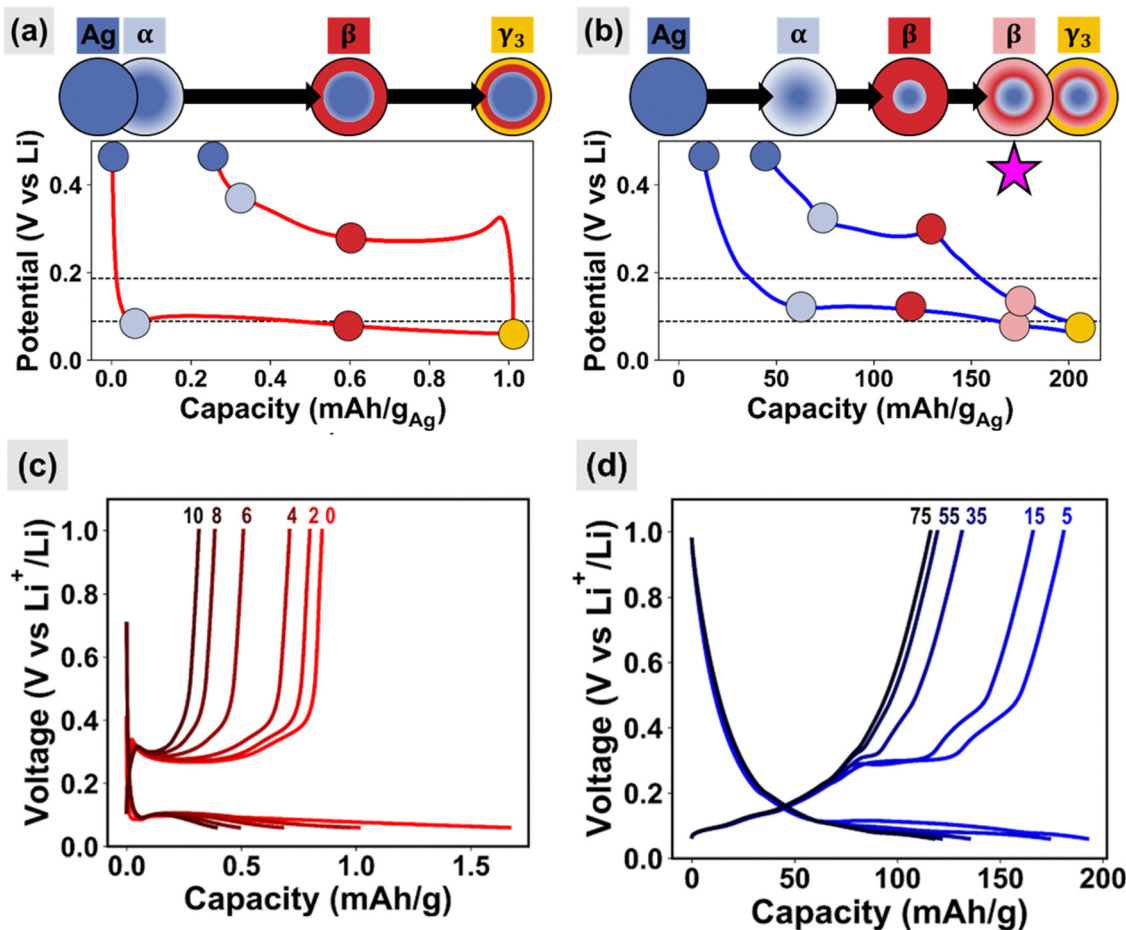 (a)
Ag α β γ₃
Potential (V vs Li)
0.4
0.2
0.0
0.0 0.2 0.4 0.6 0.8 1.0
Capacity (mAh/gAg)
(b)
Ag α β β γ₃
Potential (V vs Li)
0.4
0.2
0.0
0 50 100 150 200
Capacity (mAh/gAg)
(c)
10 8 6 4 2 0
Voltage (V vs Li⁺/Li)
1.0
0.8
0.6
0.4
0.2
0.0
0.0 0.5 1.0 1.5
Capacity (mAh/g)
(d)
75 55 35 15 5
Voltage (V vs Li⁺/Li)
1.0
0.8
0.6
0.4
0.2
0.0
0 50 100 150 200
Capacity (mAh/g)